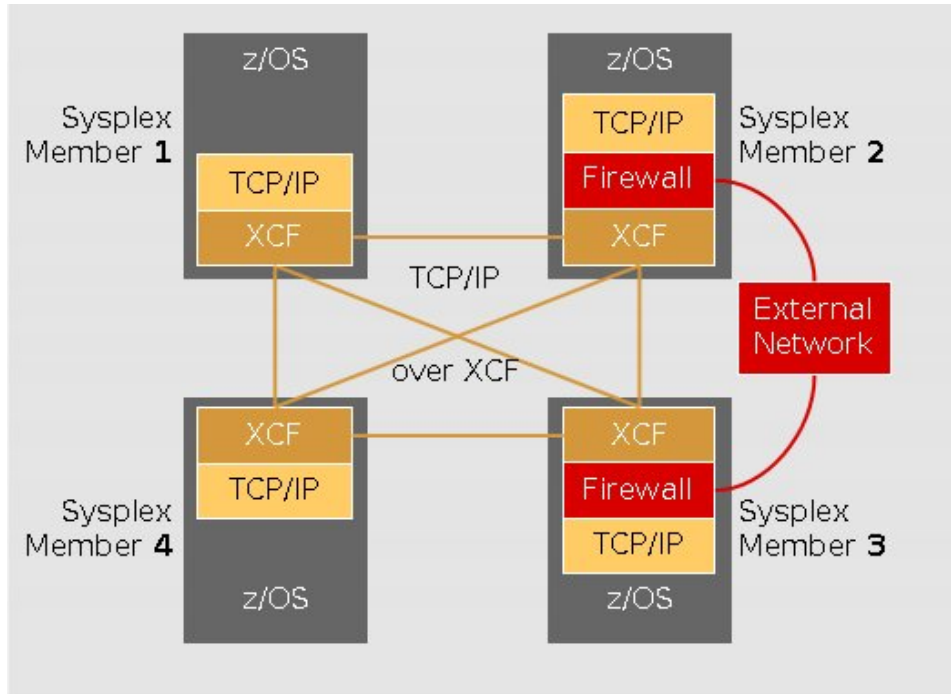 z/OS
Sysplex
Member 1
TCP/IP
XCF
z/OS
TCP/IP
Firewall
XCF
Sysplex
Member 2
TCP/IP
over XCF
External
Network
XCF
TCP/IP
Sysplex
Member 4
z/OS
XCF
Firewall
TCP/IP
z/OS
Sysplex
Member 3